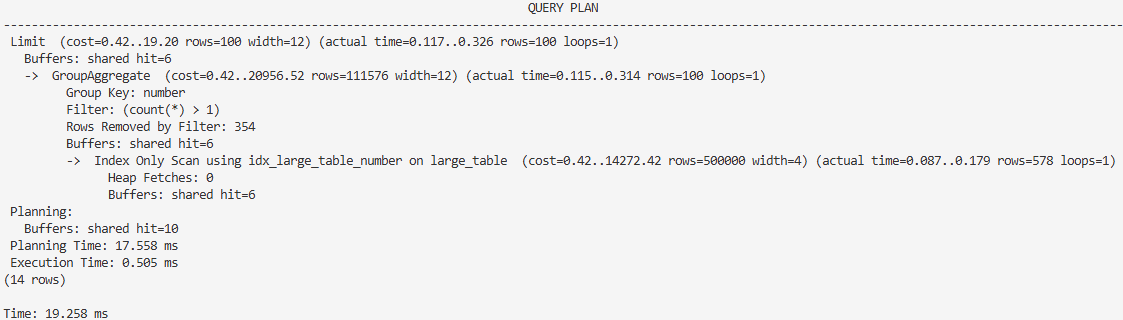 QUERY PLAN
-----------------------------------------------------------------------------------------------------------------------------------------------------------
Limit  (cost=0.42..19.20 rows=100 width=12) (actual time=0.117..0.326 rows=100 loops=1)
  Buffers: shared hit=6
  ->  GroupAggregate  (cost=0.42..20956.52 rows=111576 width=12) (actual time=0.115..0.314 rows=100 loops=1)
        Group Key: number
        Filter: (count(*) > 1)
        Rows Removed by Filter: 354
        Buffers: shared hit=6
        ->  Index Only Scan using idx_large_table_number on large_table  (cost=0.42..14272.42 rows=500000 width=4) (actual time=0.087..0.179 rows=578 loops=1)
              Heap Fetches: 0
              Buffers: shared hit=6
Planning:
  Buffers: shared hit=10
Planning Time: 17.558 ms
Execution Time: 0.505 ms
(14 rows)

Time: 19.258 ms